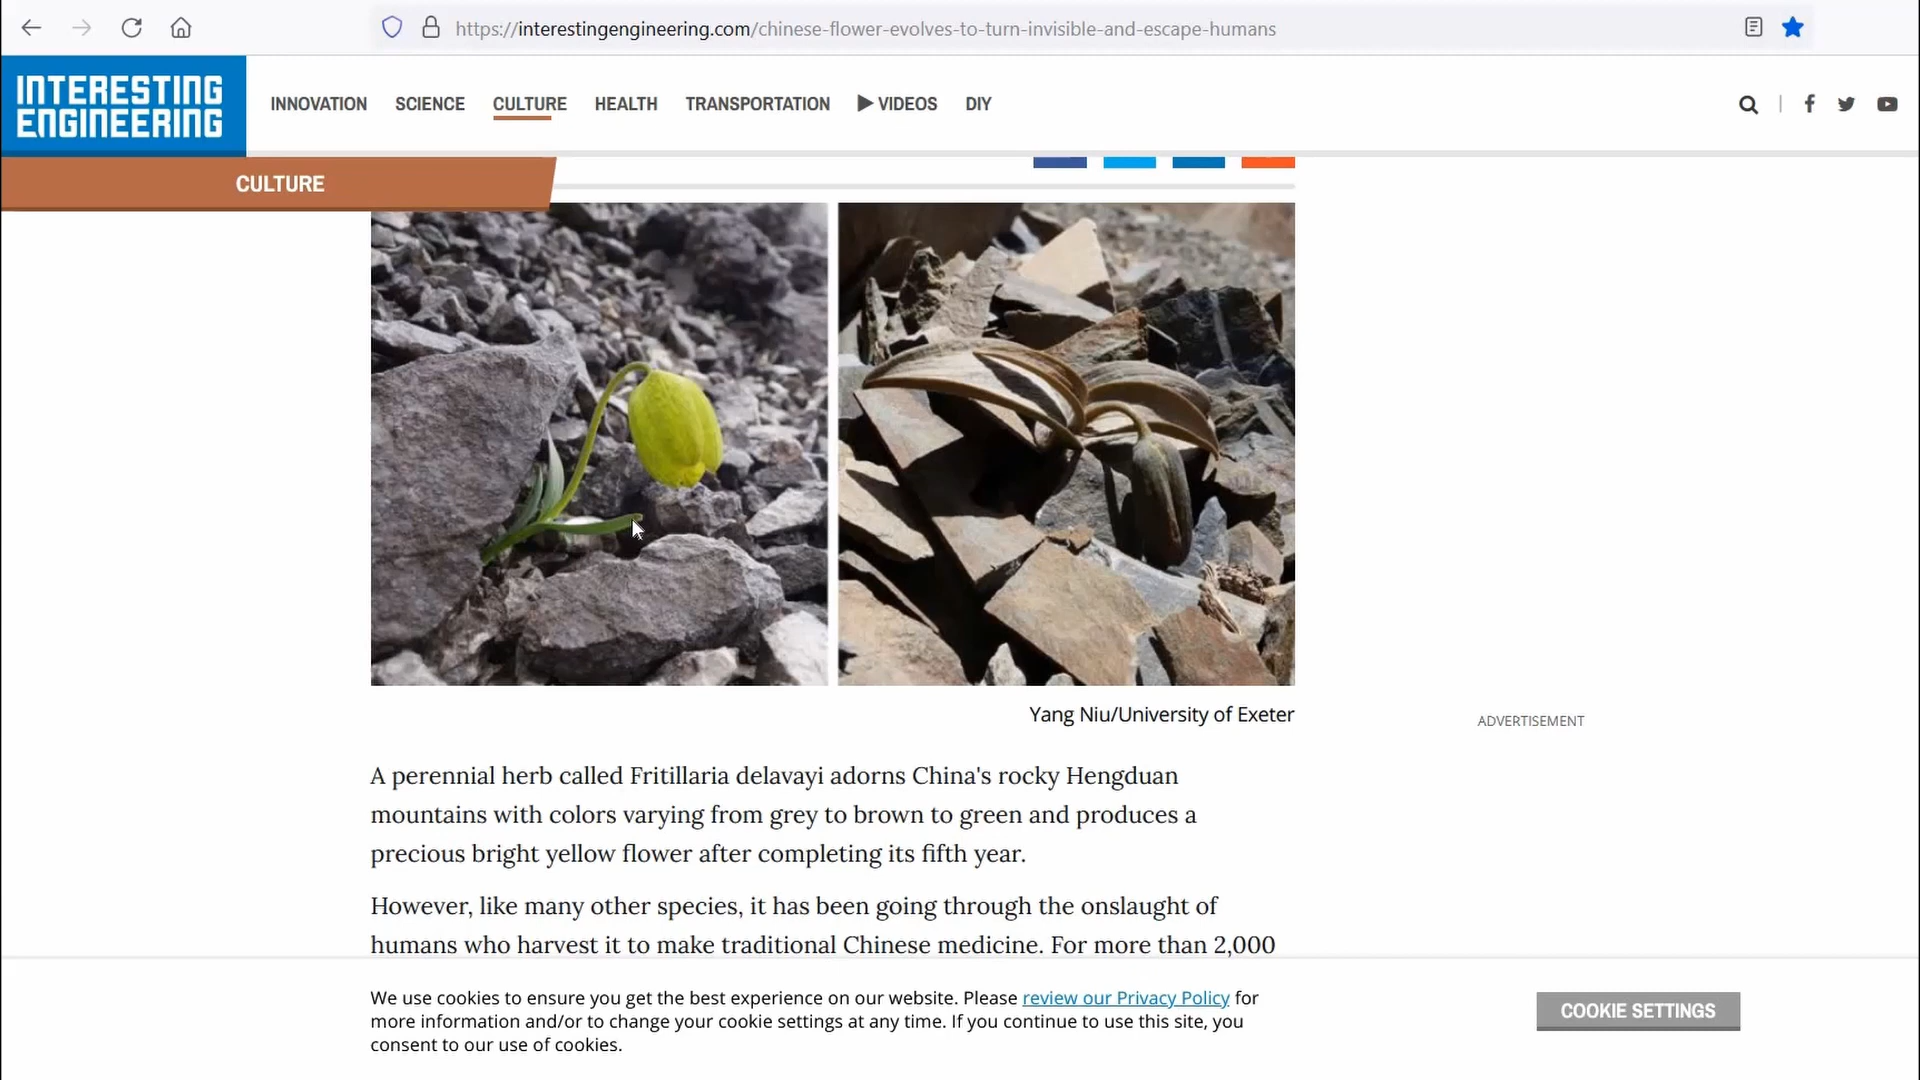 https://interestingengineering.com/chinese-flower-evolves-to-turn-invisible-and-escape-humans
INTERESTING
ENGINEERING
INNOVATION SCIENCE CULTURE HEALTH TRANSPORTATION VIDEOS DIY
CULTURE
Yang Niu/University of Exeter
ADVERTISEMENT
A perennial herb called Fritillaria delavayi adorns China's rocky Hengduan
mountains with colors varying from grey to brown to green and produces a
precious bright yellow flower after completing its fifth year.
However, like many other species, it has been going through the onslaught of
humans who harvest it to make traditional Chinese medicine. For more than 2,000
We use cookies to ensure you get the best experience on our website. Please review our Privacy Policy for
more information and/or to change your cookie settings at any time. If you continue to use this site, you
consent to our use of cookies.
COOKIE SETTINGS